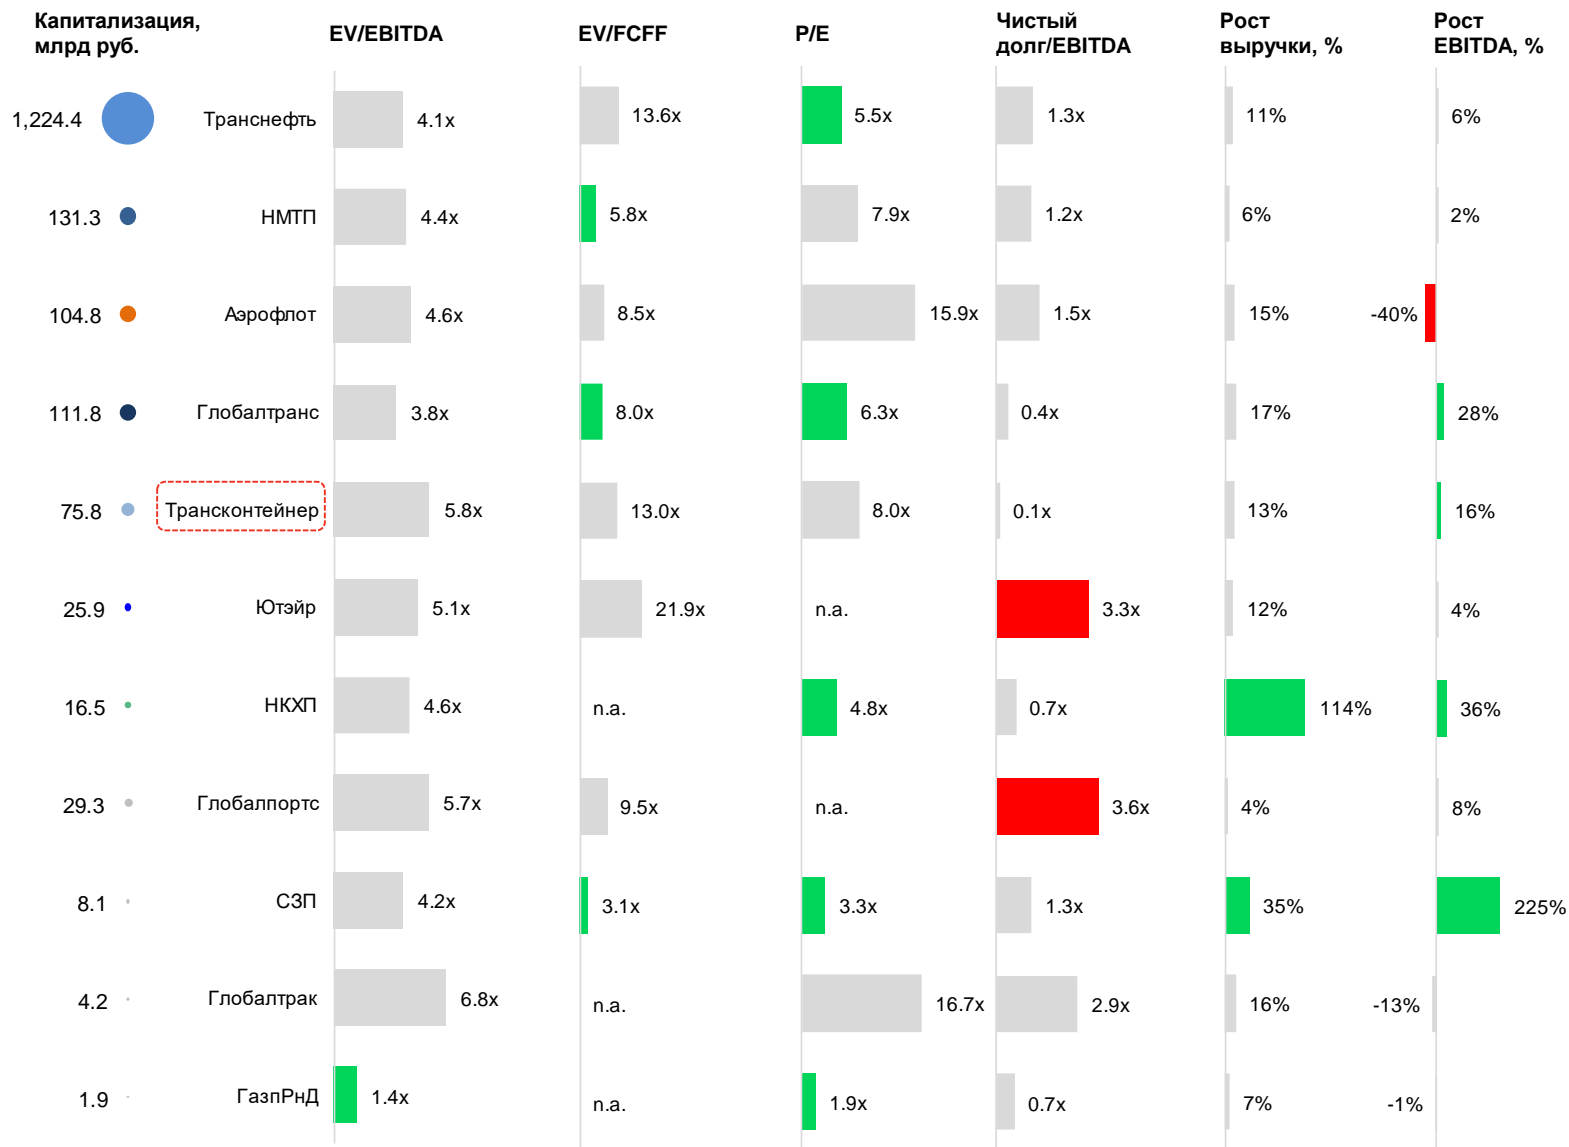 Капитализация,
млрд руб.
EV/EBITDA
EV/FCFF
P/E
Чистый
долг/EBITDA
Рост
выручки, %
Рост
EBITDA, %
1,224.4 Транснефть 4.1x 13.6x 5.5x 1.3x 11% 6%
131.3 НМТП 4.4x 5.8x 7.9x 1.2x 6% 2%
104.8 Аэрофлот 4.6x 8.5x 15.9x 1.5x 15% -40%
111.8 Глобалтранс 3.8x 8.0x 6.3x 0.4x 17% 28%
75.8 Трансконтейнер 5.8x 13.0x 8.0x 0.1x 13% 16%
25.9 Ютэйр 5.1x 21.9x n.a. 3.3x 12% 4%
16.5 НКХП 4.6x n.a. 4.8x 0.7x 114% 36%
29.3 Глобалпортс 5.7x 9.5x n.a. 3.6x 4% 8%
8.1 СЗП 4.2x 3.1x 3.3x 1.3x 35% 225%
4.2 Глобалтрак 6.8x n.a. 16.7x 2.9x 16% -13%
1.9 ГазпРнД 1.4x n.a. 1.9x 0.7x 7% -1%